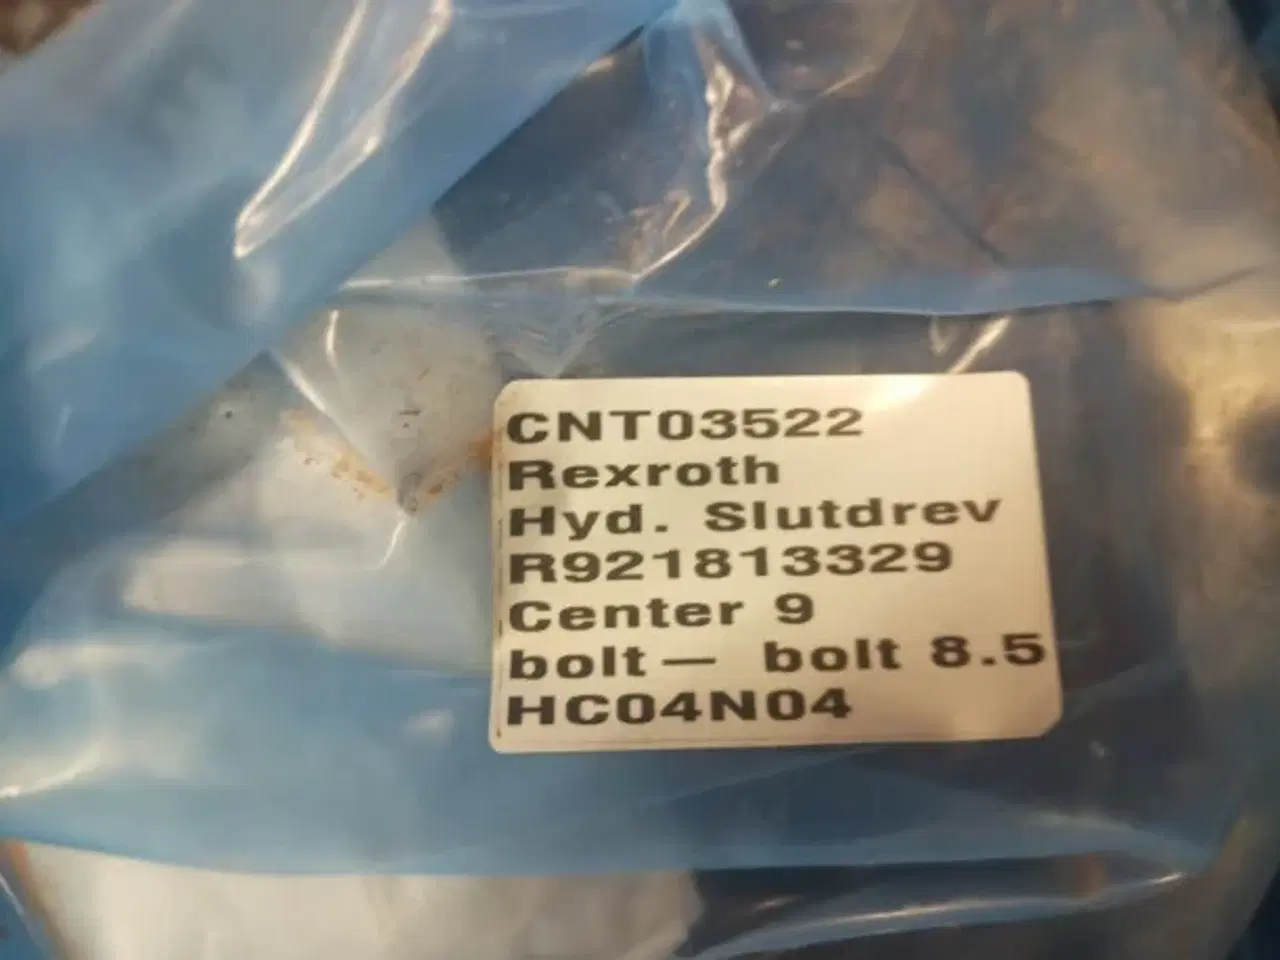 CNT03522
Rexroth
Hyd. Slutdrev
R921813329
Center 9
bolt— bolt 8.5
HC04N04